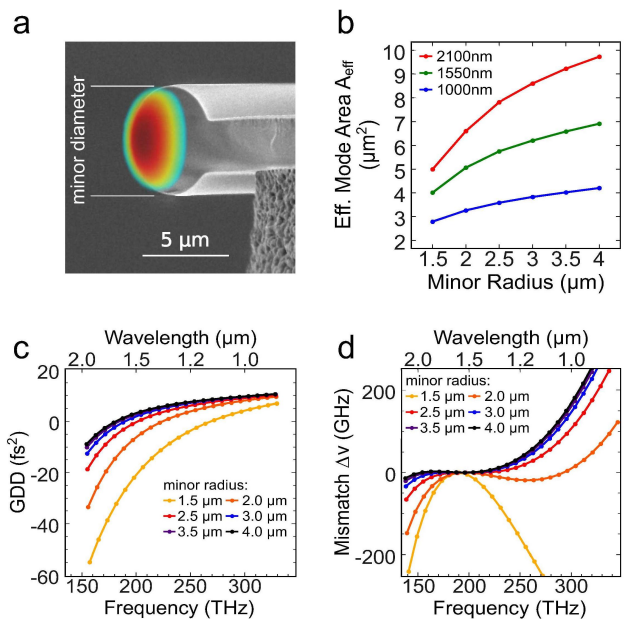 a
minor diameter
5 µm
b
Eff. Mode Area A_eff
(µm²)
10
9
8
7
6
5
4
3
2
2100nm
1550nm
1000nm
1.5 2 2.5 3 3.5 4
Minor Radius (µm)
c
Wavelength (µm)
2.0 1.5 1.2 1.0
GDD (fs²)
20
0
-20
-40
-60
minor radius:
1.5 µm 2.0 µm
2.5 µm 3.0 µm
3.5 µm 4.0 µm
150 200 250 300
Frequency (THz)
d
Wavelength (µm)
2.0 1.5 1.2 1.0
Mismatch Δν (GHz)
200
0
-200
minor radius:
1.5 µm 2.0 µm
2.5 µm 3.0 µm
3.5 µm 4.0 µm
150 200 250 300
Frequency (THz)